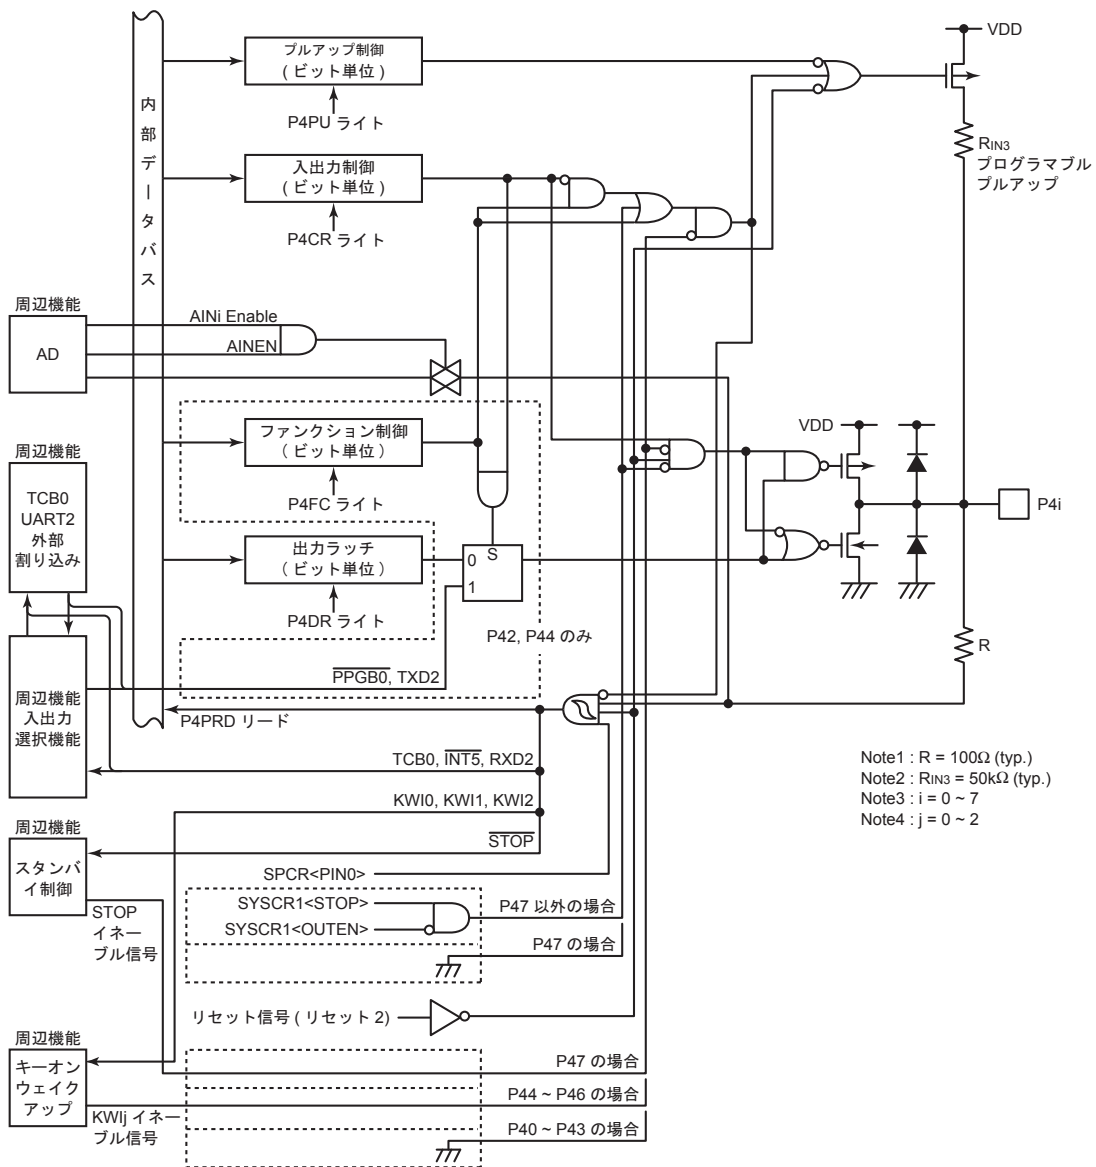 VDD
プルアップ制御
( ビット単位 )
P4PU ライト
RIN3
プログラマブル
プルアップ
内部データバス
入出力制御
( ビット単位 )
P4CR ライト
周辺機能
AD
AINi Enable
AINEN
周辺機能
TCB0
UART2
外部
割り込み
ファンクション制御
( ビット単位 )
P4FC ライト
VDD
P4i
出力ラッチ
( ビット単位 )
P4DR ライト
0
1
S
P42, P44 のみ
PPGB0, TXD2
R
周辺機能
入出力
選択機能
P4PRD リード
TCB0, INT5, RXD2
KWI0, KWI1, KWI2
STOP
Note1 : R = 100Ω (typ.)
Note2 : RIN3 = 50kΩ (typ.)
Note3 : i = 0 ~ 7
Note4 : j = 0 ~ 2
周辺機能
スタンバ
イ制御
STOP
イネー
ブル信号
SPCR<PIN0>
SYSCR1<STOP>
SYSCR1<OUTEN>
P47 以外の場合
P47 の場合
リセット信号 ( リセット 2)
周辺機能
キーオン
ウェイク
アップ
KWIj イネー
ブル信号
P47 の場合
P44 ~ P46 の場合
P40 ~ P43 の場合